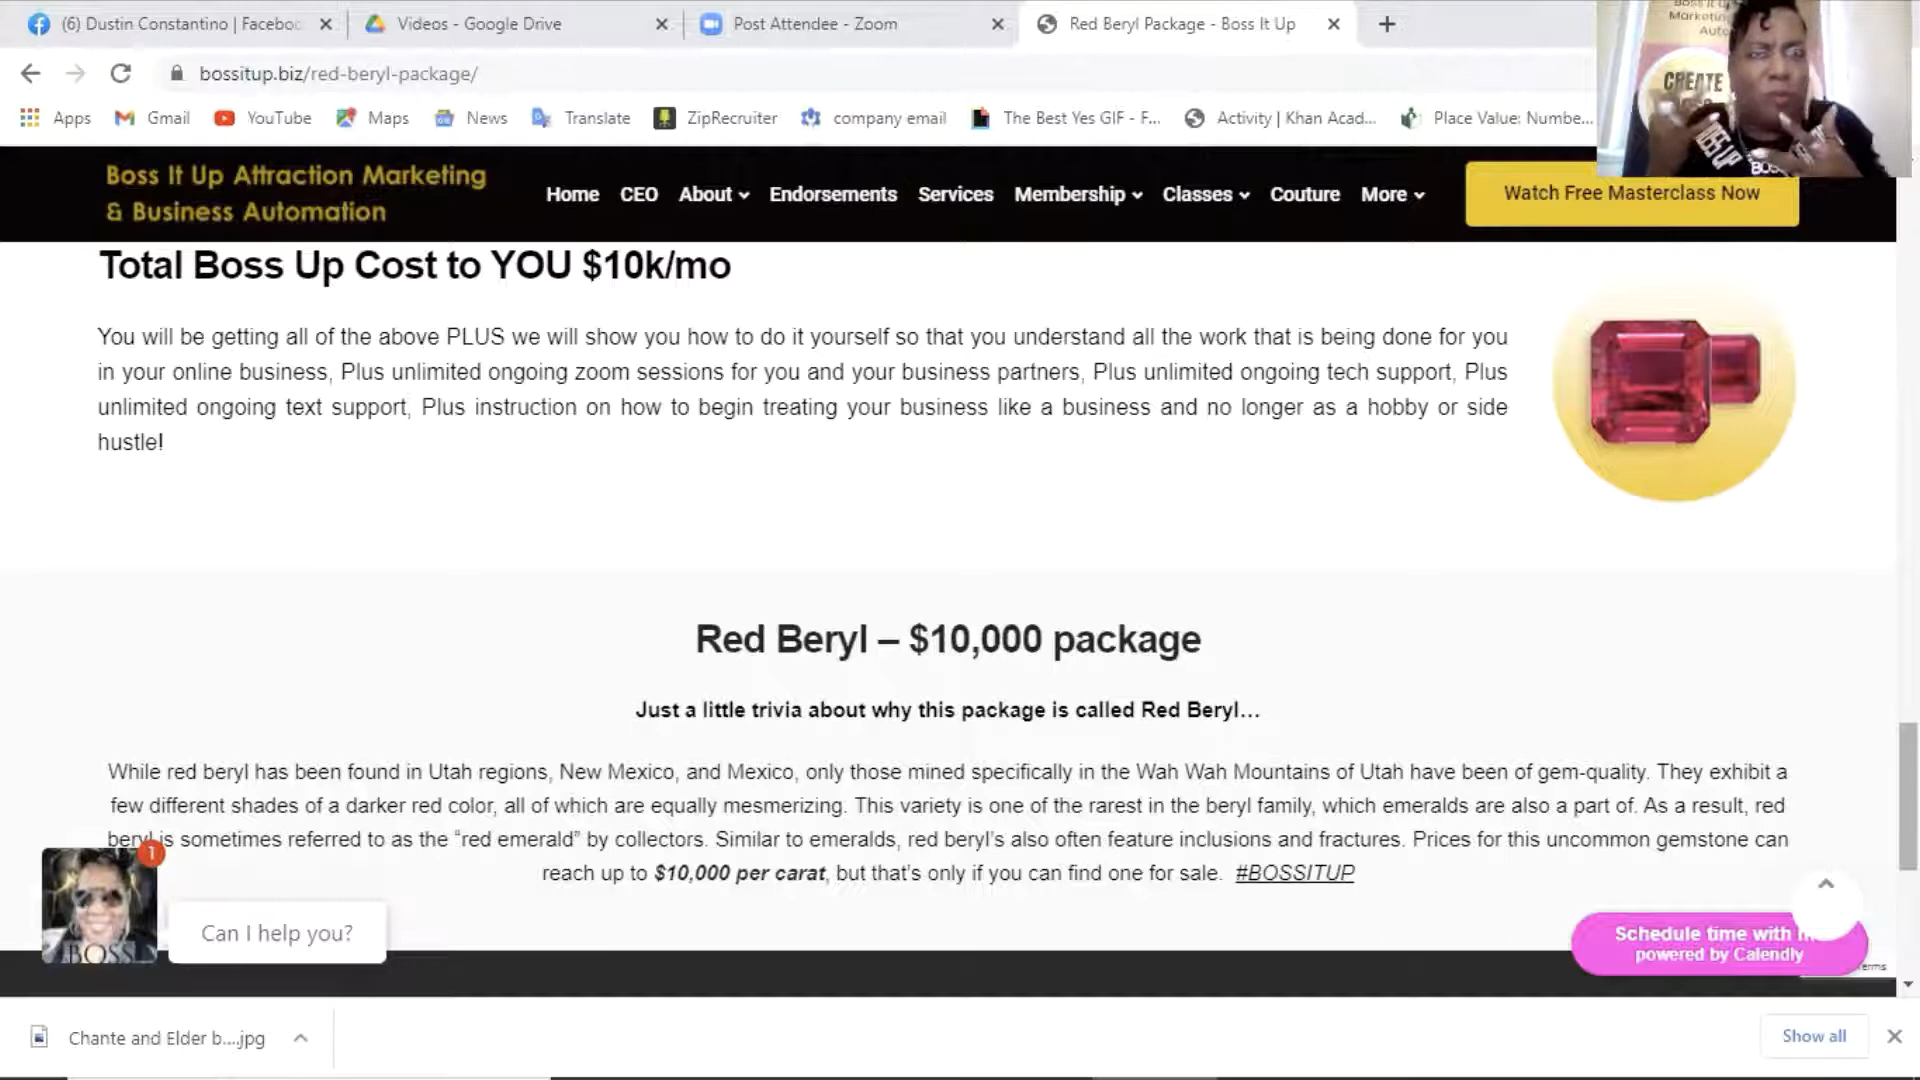 (6) Dustin Constantino | Faceboo
Videos - Google Drive
Post Attendee - Zoom
Red Beryl Package - Boss It Up
bossitup.biz/red-beryl-package/
Apps
Gmail
YouTube
Maps
News
Translate
ZipRecruiter
company email
The Best Yes GIF - F...
Activity | Khan Acad...
Place Value: Numbe...
Marketing
Auto
CREATE
BOSS UP
BOSS
Boss It Up Attraction Marketing
& Business Automation
Home
CEO
About
Endorsements
Services
Membership
Classes
Couture
More
Watch Free Masterclass Now
Total Boss Up Cost to YOU $10k/mo
You will be getting all of the above PLUS we will show you how to do it yourself so that you understand all the work that is being done for you
in your online business, Plus unlimited ongoing zoom sessions for you and your business partners, Plus unlimited ongoing tech support, Plus
unlimited ongoing text support, Plus instruction on how to begin treating your business like a business and no longer as a hobby or side
hustle!
Red Beryl – $10,000 package
Just a little trivia about why this package is called Red Beryl...
While red beryl has been found in Utah regions, New Mexico, and Mexico, only those mined specifically in the Wah Wah Mountains of Utah have been of gem-quality. They exhibit a
few different shades of a darker red color, all of which are equally mesmerizing. This variety is one of the rarest in the beryl family, which emeralds are also a part of. As a result, red
beryl is sometimes referred to as the “red emerald” by collectors. Similar to emeralds, red beryl’s also often feature inclusions and fractures. Prices for this uncommon gemstone can
reach up to $10,000 per carat, but that’s only if you can find one for sale. #BOSSITUP
1
BOSS
Can I help you?
Schedule time with m
powered by Calendly
erms
Chante and Elder b....jpg
Show all